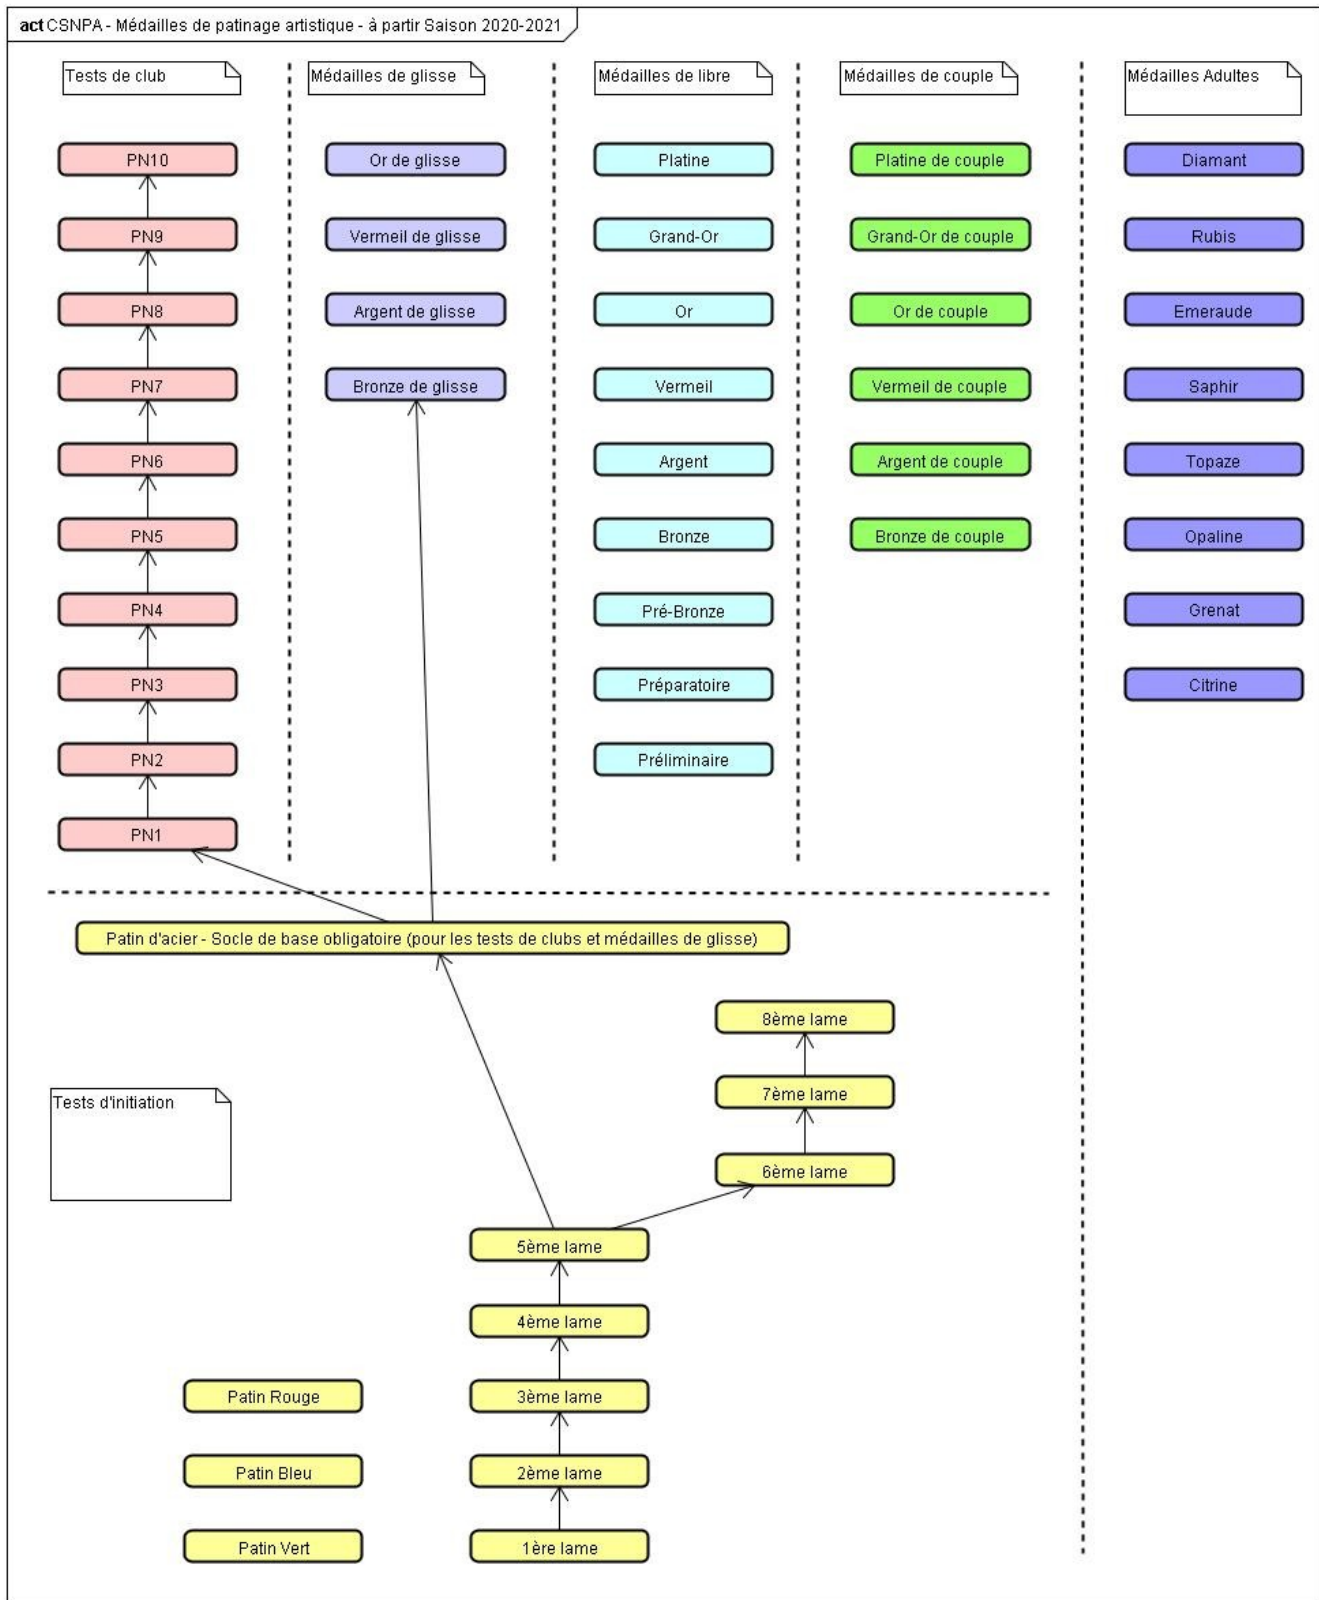 act CSNPA - Médailles de patinage artistique - à partir Saison 2020-2021
Tests de club
Médailles de glisse
Médailles de libre
Médailles de couple
Médailles Adultes
PN10
Or de glisse
Platine
Platine de couple
Diamant
PN9
Vermeil de glisse
Grand-Or
Grand-Or de couple
Rubis
PN8
Argent de glisse
Or
Or de couple
Emeraude
PN7
Bronze de glisse
Vermeil
Vermeil de couple
Saphir
PN6
Argent
Argent de couple
Topaze
PN5
Bronze
Bronze de couple
Opaline
PN4
Pré-Bronze
Grenat
PN3
Préparatoire
Citrine
PN2
Préliminaire
PN1
Patin d'acier - Socle de base obligatoire (pour les tests de clubs et médailles de glisse)
8ème lame
7ème lame
Tests d'initiation
6ème lame
5ème lame
4ème lame
Patin Rouge
3ème lame
Patin Bleu
2ème lame
Patin Vert
1ère lame